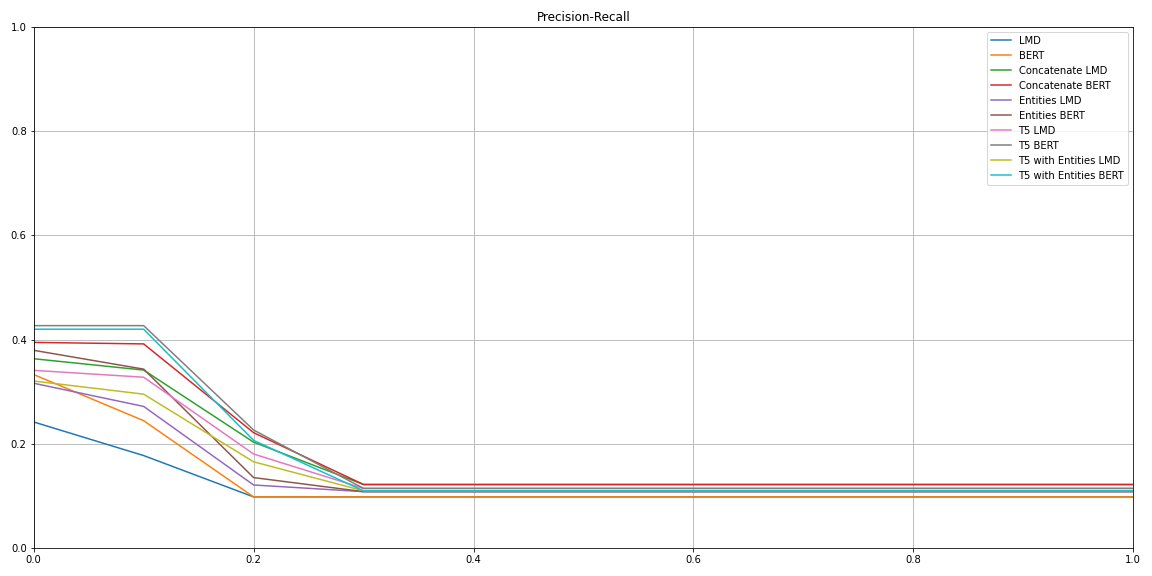 Precision-Recall
1.0
0.8
0.6
0.4
0.2
0.0
0.0 0.2 0.4 0.6 0.8 1.0
LMD
BERT
Concatenate LMD
Concatenate BERT
Entities LMD
Entities BERT
T5 LMD
T5 BERT
T5 with Entities LMD
T5 with Entities BERT